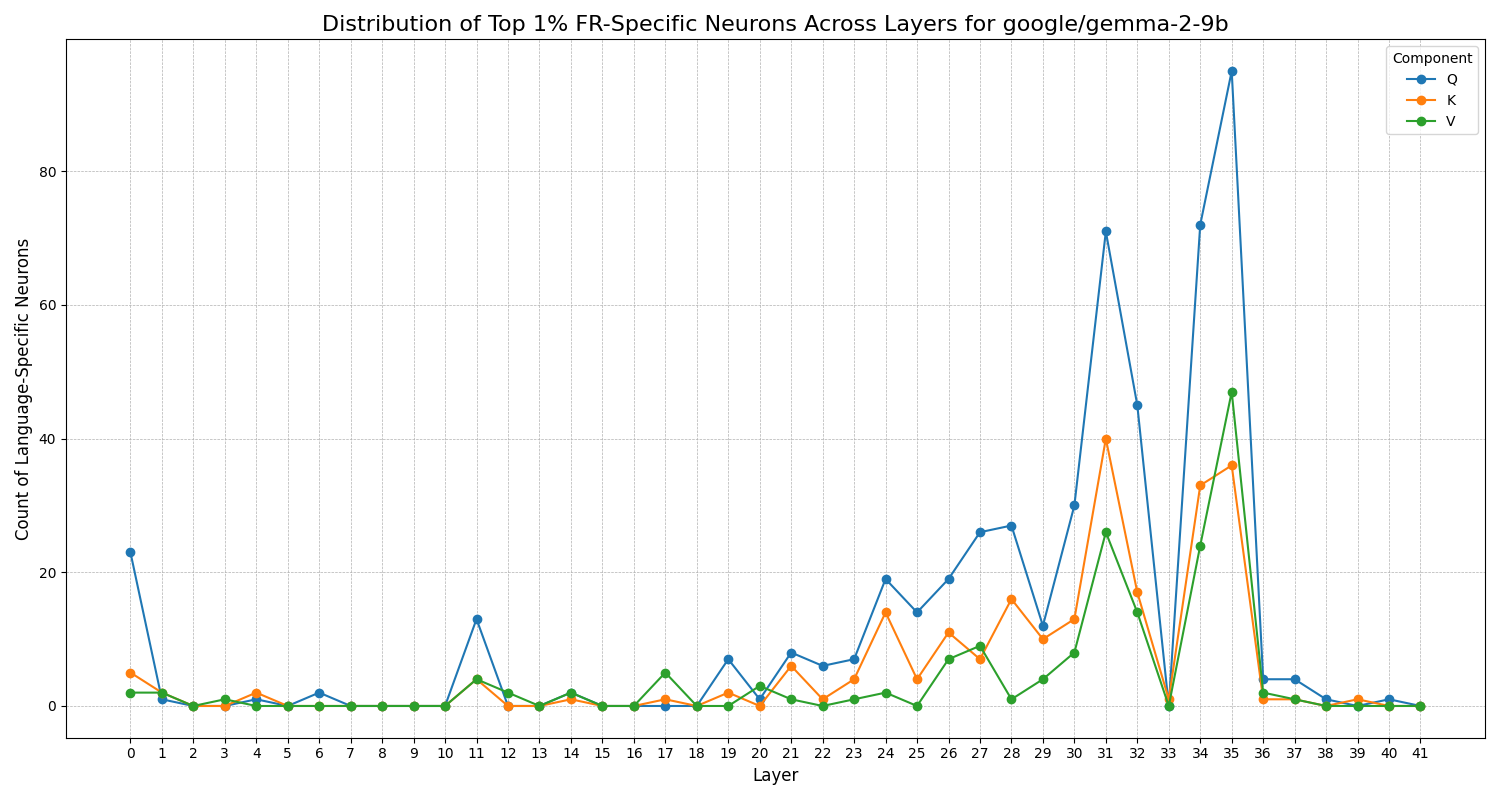 Distribution of Top 1% FR-Specific Neurons Across Layers for google/gemma-2-9b
Component
Q
K
V
Count of Language-Specific Neurons
80
60
40
20
0
0 1 2 3 4 5 6 7 8 9 10 11 12 13 14 15 16 17 18 19 20 21 22 23 24 25 26 27 28 29 30 31 32 33 34 35 36 37 38 39 40 41
Layer